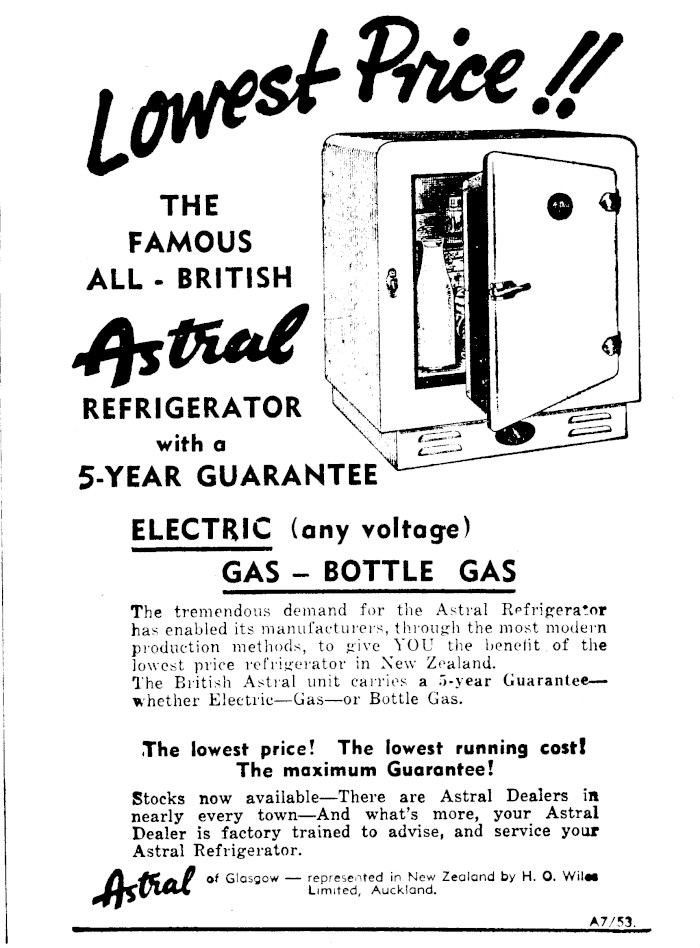 Lowest Price !!
THE
FAMOUS
ALL - BRITISH
Astral
REFRIGERATOR
with a
5-YEAR GUARANTEE
ELECTRIC (any voltage)
GAS – BOTTLE GAS
The tremendous demand for the Astral Refrigerator
has enabled its manufacturers, through the most modern
production methods, to give YOU the benefit of the
lowest price refrigerator in New Zealand.
The British Astral unit carries a 5-year Guarantee—
whether Electric—Gas—or Bottle Gas.
The lowest price! The lowest running cost!
The maximum Guarantee!
Stocks now available—There are Astral Dealers in
nearly every town—And what's more, your Astral
Dealer is factory trained to advise, and service your
Astral Refrigerator.
Astral of Glasgow — represented in New Zealand by H. O. Wiles
Limited, Auckland.
A7/53.